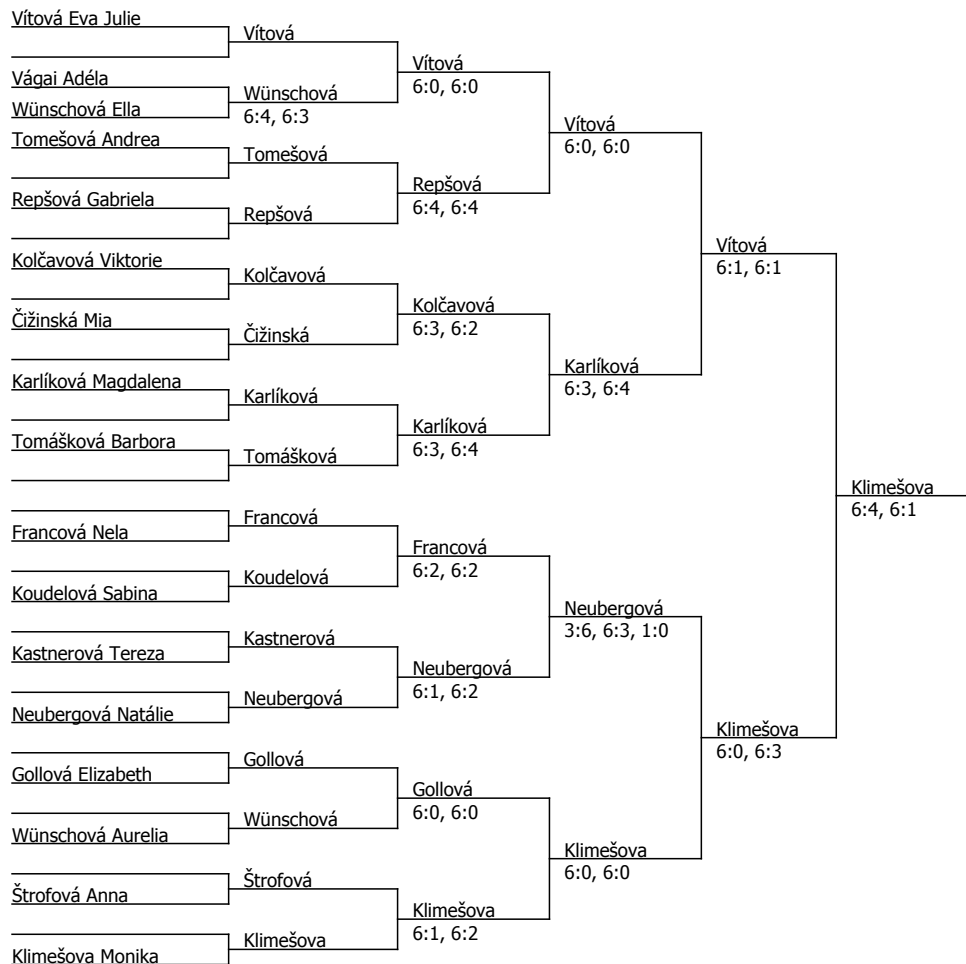 Vítová Eva Julie
Vágai Adéla
Wünschová Ella
Tomešová Andrea
Repšová Gabriela
Kolčavová Viktorie
Čižinská Mia
Karlíková Magdalena
Tomášková Barbora
Francová Nela
Koudelová Sabina
Kastnerová Tereza
Neubergová Natálie
Gollová Elizabeth
Wünschová Aurelia
Štrofová Anna
Klimešova Monika
Vítová
Wünschová
6:4, 6:3
Tomešová
Repšová
Kolčavová
Čižinská
Karlíková
Tomášková
Francová
Koudelová
Kastnerová
Neubergová
Gollová
Wünschová
Štrofová
Klimešova
Vítová
6:0, 6:0
Repšová
6:4, 6:4
Kolčavová
6:3, 6:2
Karlíková
6:3, 6:4
Francová
6:2, 6:2
Neubergová
6:1, 6:2
Gollová
6:0, 6:0
Klimešova
6:1, 6:2
Vítová
6:0, 6:0
Karlíková
6:3, 6:4
Neubergová
3:6, 6:3, 1:0
Klimešova
6:0, 6:0
Vítová
6:1, 6:1
Klimešova
6:0, 6:3
Klimešova
6:4, 6:1